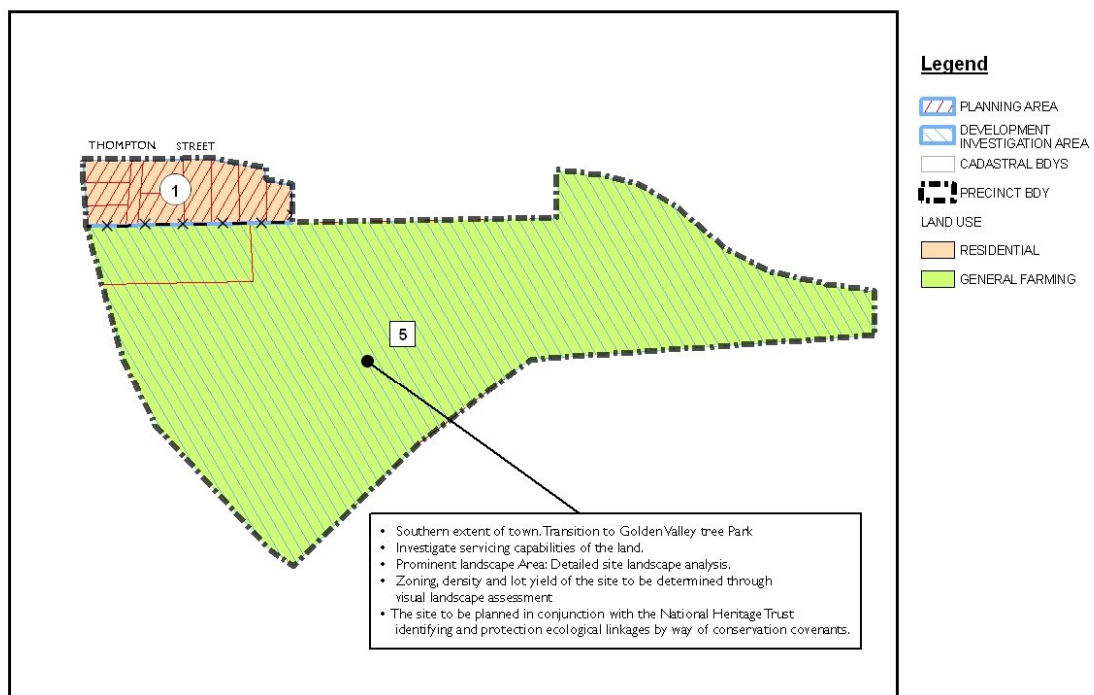 THOMPTON STREET
1
5
• Southern extent of town. Transition to Golden Valley tree Park
• Investigate servicing capabilities of the land.
• Prominent landscape Area: Detailed site landscape analysis.
• Zoning, density and lot yield of the site to be determined through
visual landscape assessment
• The site to be planned in conjunction with the National Heritage Trust
identifying and protection ecological linkages by way of conservation covenants.
Legend
PLANNING AREA
DEVELOPMENT
INVESTIGATION AREA
CADASTRAL BDYS
PRECINCT BDY
LAND USE
RESIDENTIAL
GENERAL FARMING